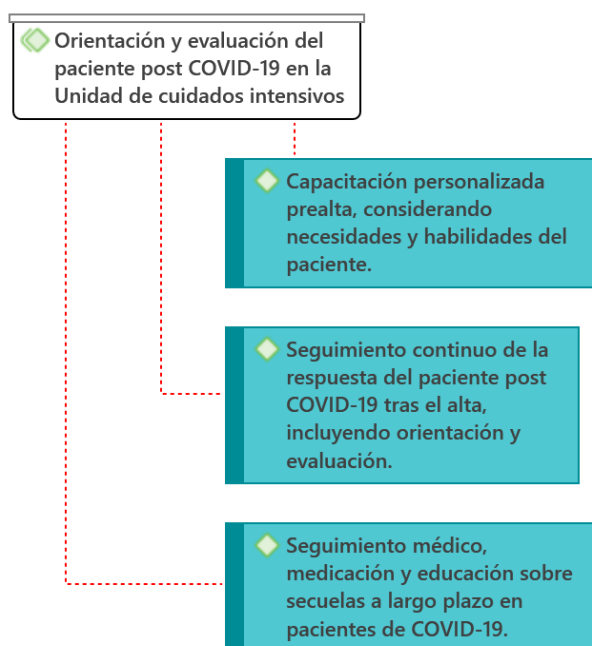 Orientación y evaluación del
paciente post COVID-19 en la
Unidad de cuidados intensivos
Capacitación personalizada
prealta, considerando
necesidades y habilidades del
paciente.
Seguimiento continuo de la
respuesta del paciente post
COVID-19 tras el alta,
incluyendo orientación y
evaluación.
Seguimiento médico,
medicación y educación sobre
secuelas a largo plazo en
pacientes de COVID-19.